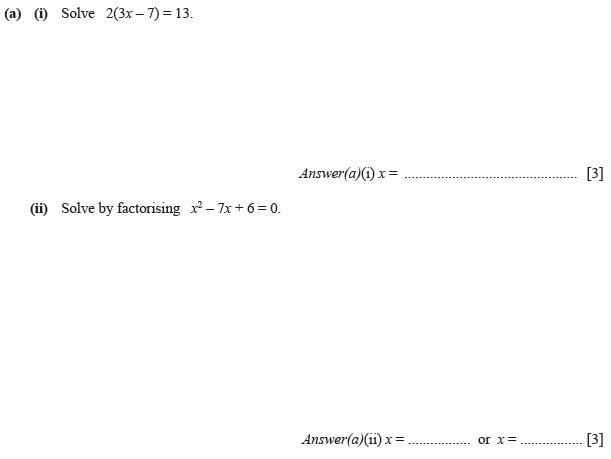 (a) (i) Solve 2(3x – 7) = 13.
Answer(a)(i) x = ................................................ [3]
(ii) Solve by factorising x² – 7x + 6 = 0.
Answer(a)(ii) x = ................. or x = ................. [3]